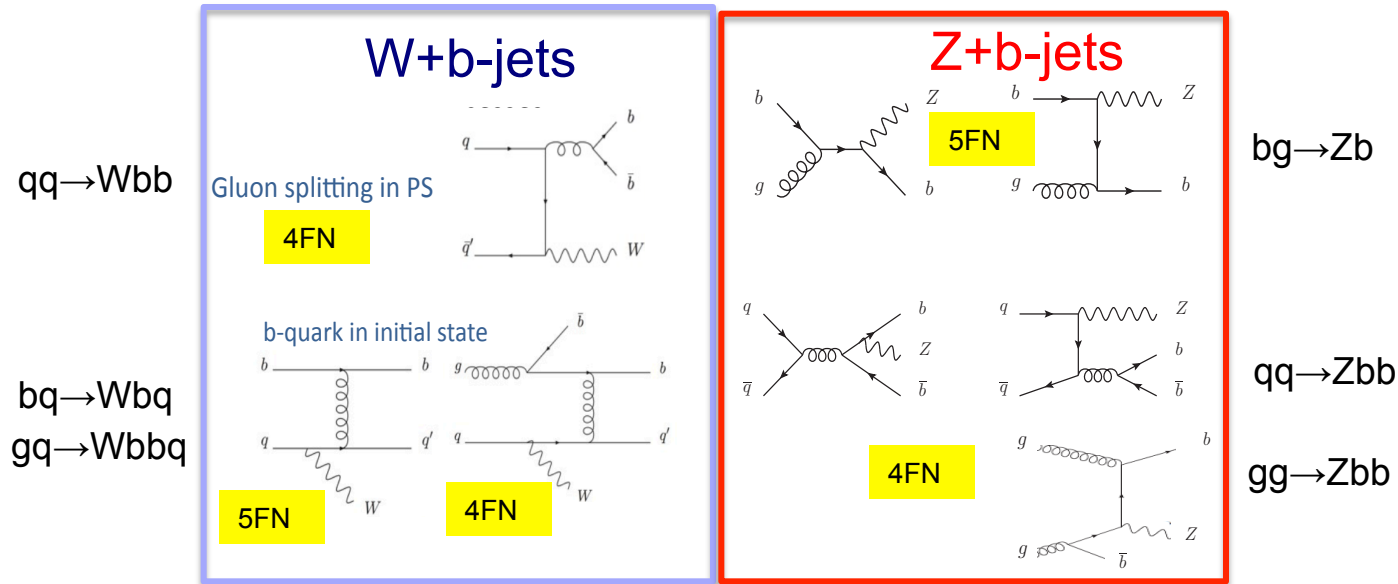 W+b-jets
Z+b-jets
qq→Wbb
Gluon splitting in PS
4FN
q
b
b̄
q̄′
W
b
Z
g
b
5FN
b
Z
g
b
bg→Zb
b-quark in initial state
bq→Wbq
gq→Wbbq
b
b
q
q′
W
5FN
b̄
g
b
q
q′
W
4FN
q
b
Z
q̄
b̄
q
Z
b
q̄
b̄
qq→Zbb
4FN
g
b
g
Z
b̄
gg→Zbb